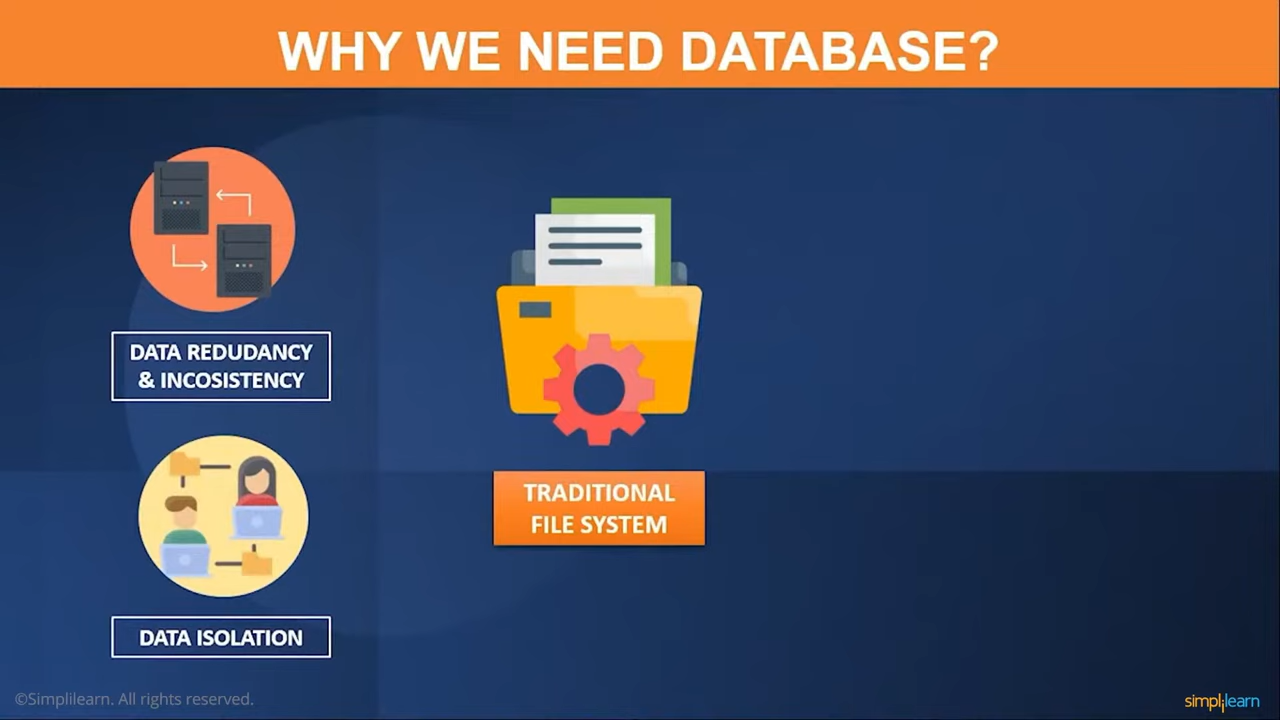 WHY WE NEED DATABASE?
DATA REDUDANCY
& INCOSISTENCY
TRADITIONAL
FILE SYSTEM
DATA ISOLATION
©Simplilearn. All rights reserved.
simplilearn